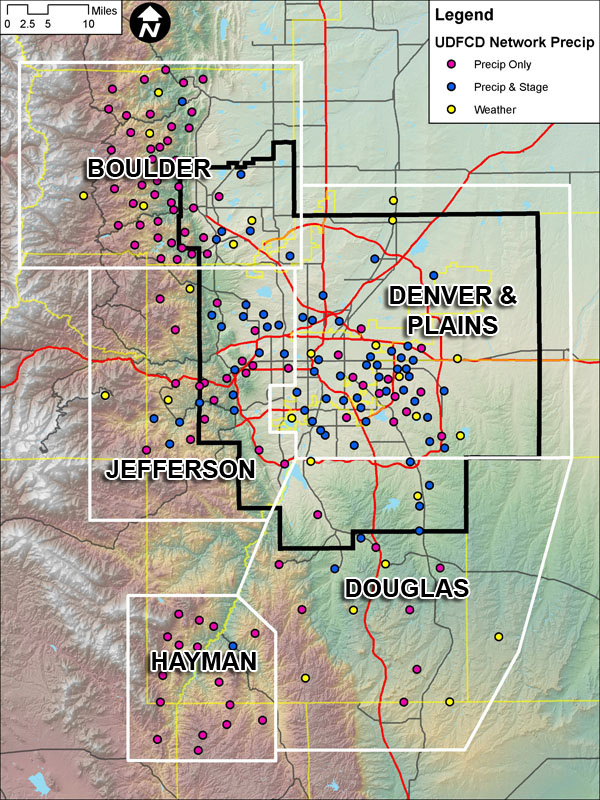 Miles
0 2.5 5 10
N
Legend
UDFCD Network Precip
Precip Only
Precip & Stage
Weather
BOULDER
DENVER &
PLAINS
JEFFERSON
DOUGLAS
HAYMAN